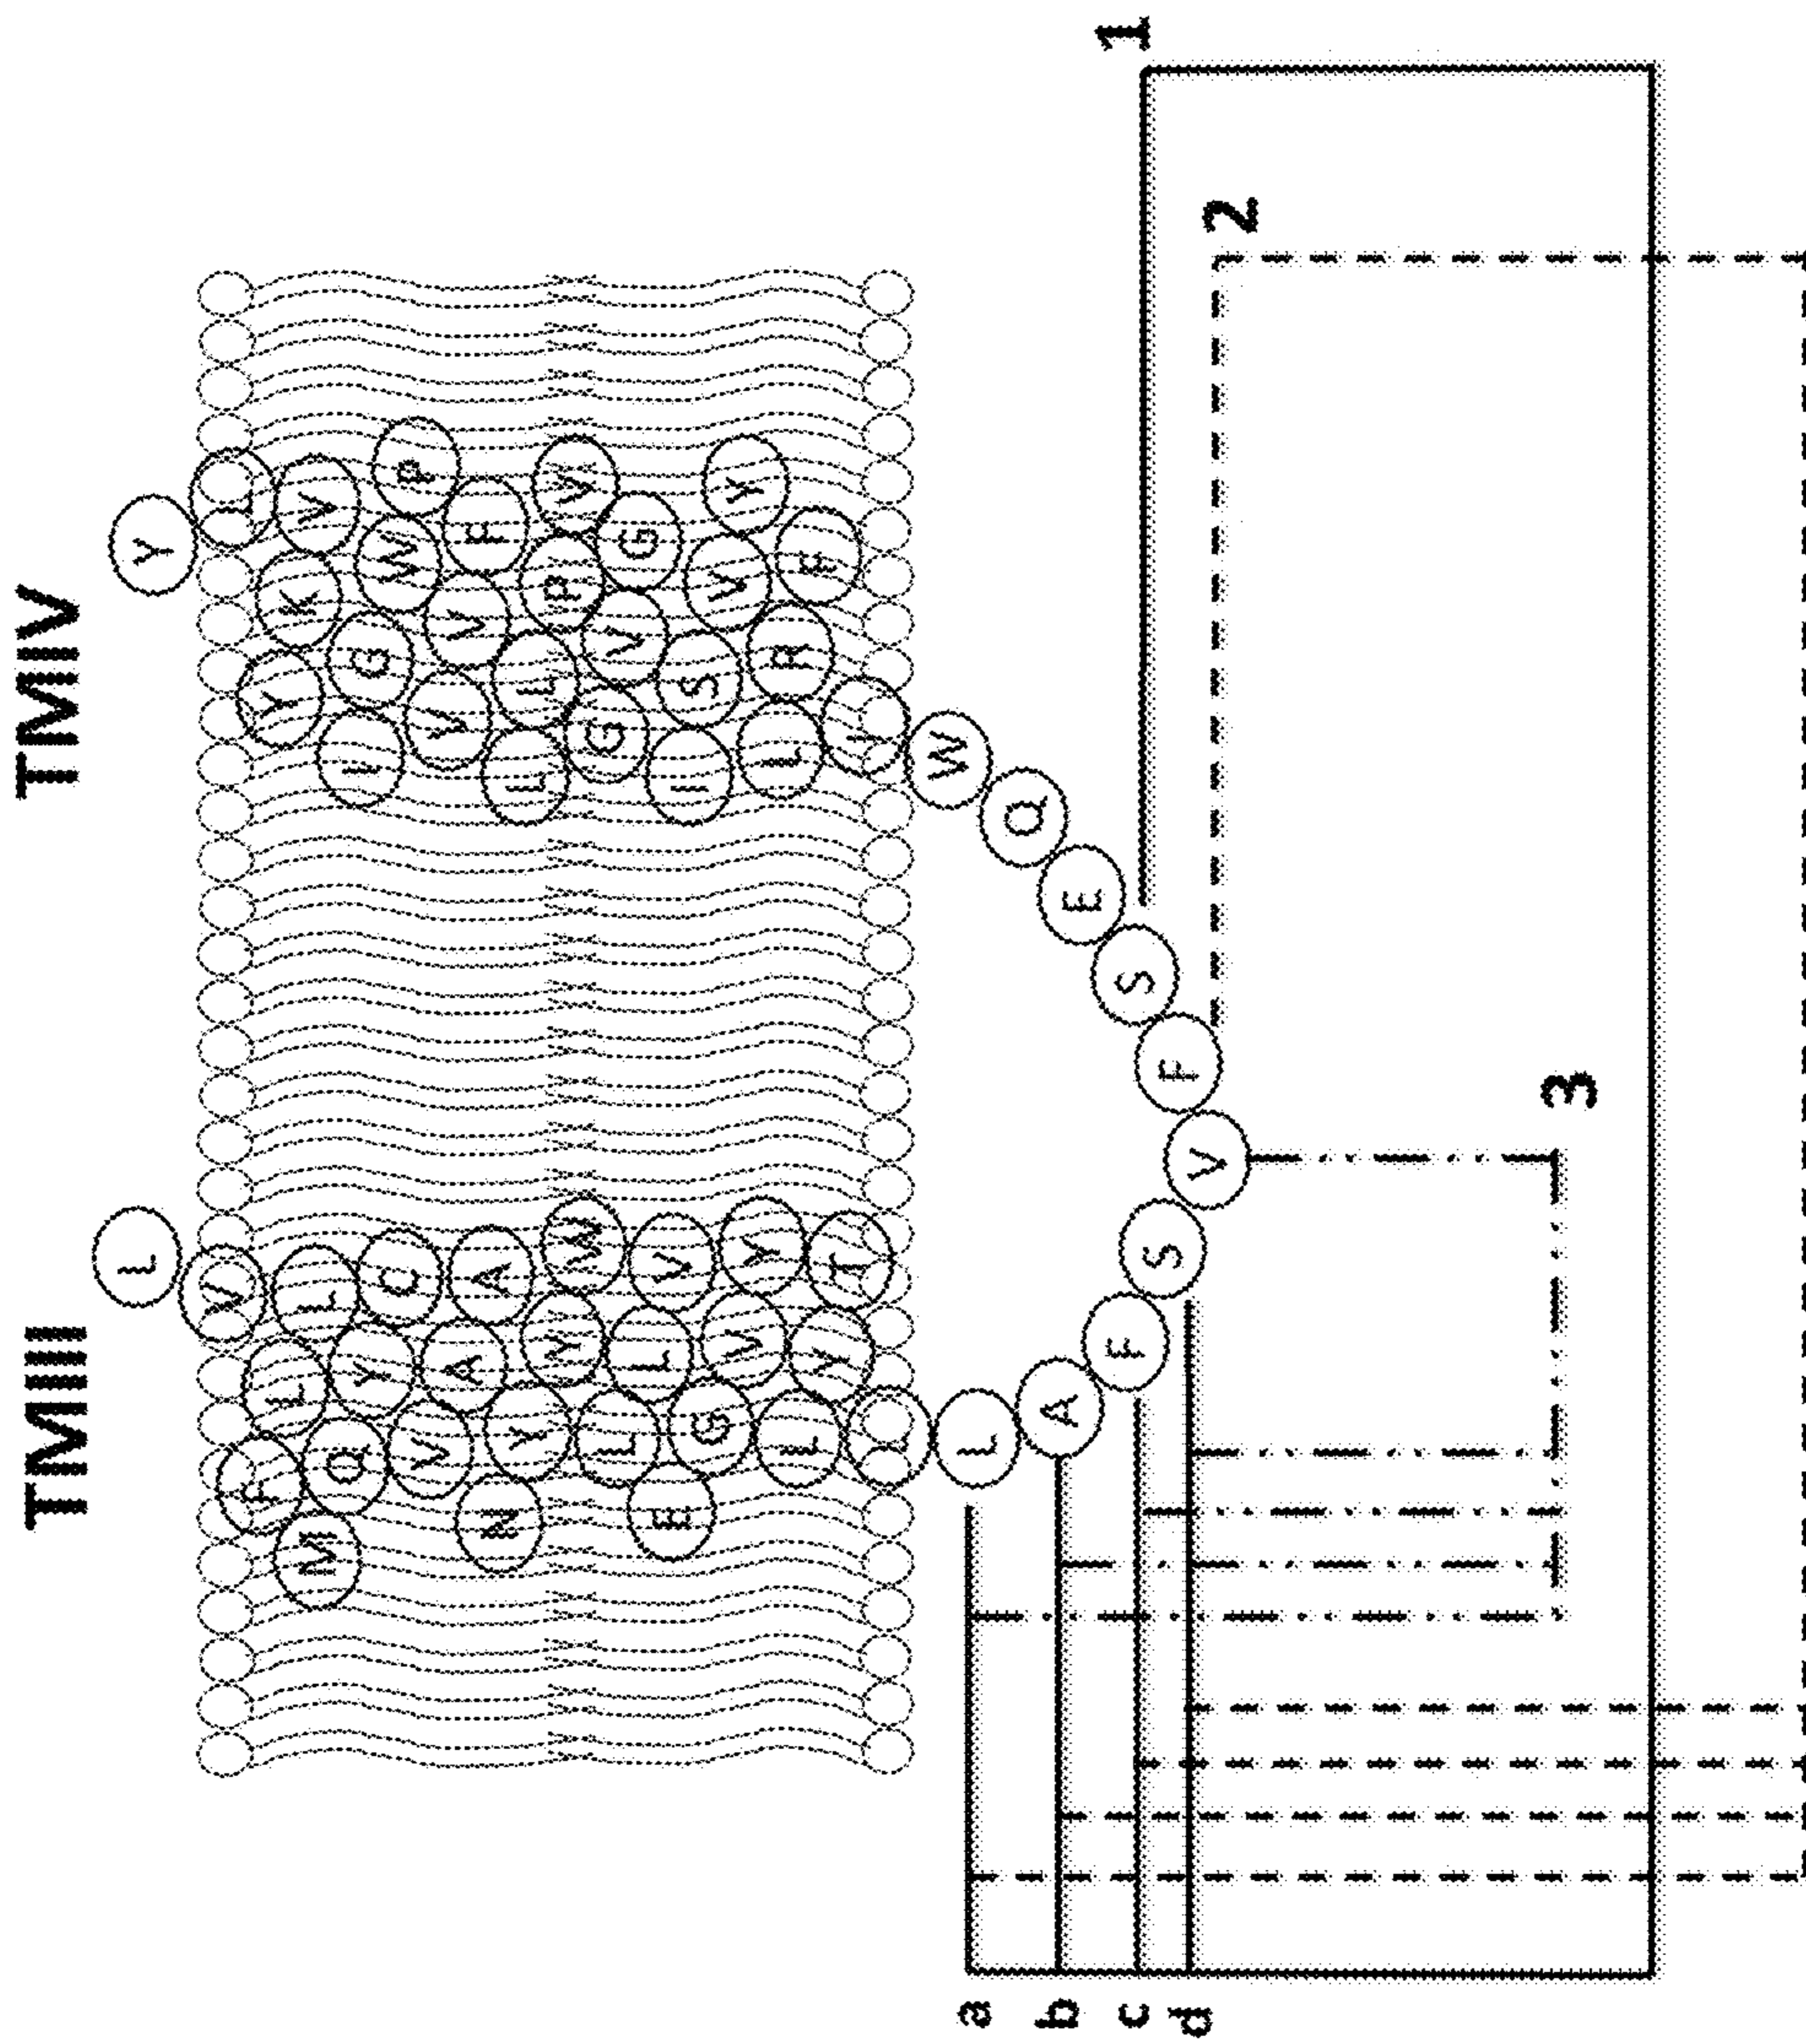 TMIII
TMIV
L
V
F L L
M Q Y C
V A A
N Y Y W
L L V
E G V Y
L V T
L
A
F
S
V
F
S
E
Q
W
L R F
I S V Y
G V G
L L P V
V V F
G W P
Y K V
Y
a
b
c
d
1
2
3